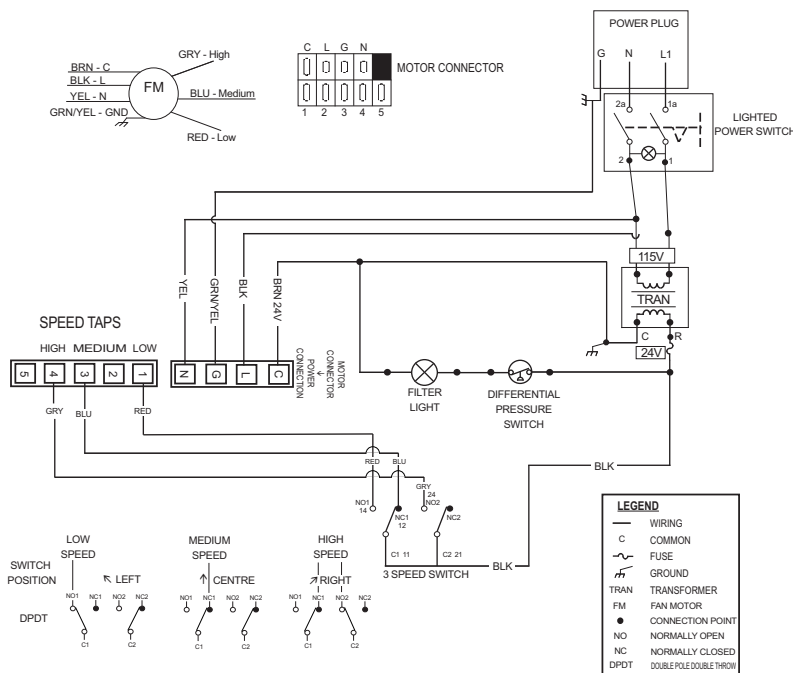 GRY - High
BRN - C
BLK - L
YEL - N
GRN/YEL - GND
FM
BLU - Medium
RED - Low
C L G N
MOTOR CONNECTOR
1 2 3 4 5
POWER PLUG
G N L1
2a 1a
LIGHTED
POWER SWITCH
2 1
115V
TRAN
C R
24V
YEL
GRN/YEL
BLK
BRN 24V
SPEED TAPS
HIGH MEDIUM LOW
5 4 3 2 1
N G L C
MOTOR
CONNECTOR
POWER
CONNECTION
GRY
BLU
RED
FILTER
LIGHT
DIFFERENTIAL
PRESSURE
SWITCH
RED BLU
BLK
GRY
24
NO2
NO1
14
NC1
12
NC2
C1 11 C2 21
3 SPEED SWITCH
BLK
LOW
SPEED
MEDIUM
SPEED
HIGH
SPEED
SWITCH
POSITION
LEFT
CENTRE
RIGHT
NO1 NC1 NO2 NC2
NO1 NC1 NO2 NC2
NO1 NC1 NO2 NC2
DPDT
C1 C2
C1 C2
C1 C2
LEGEND
WIRING
C COMMON
FUSE
GROUND
TRAN TRANSFORMER
FM FAN MOTOR
CONNECTION POINT
NO NORMALLY OPEN
NC NORMALLY CLOSED
DPDT DOUBLE POLE DOUBLE THROW